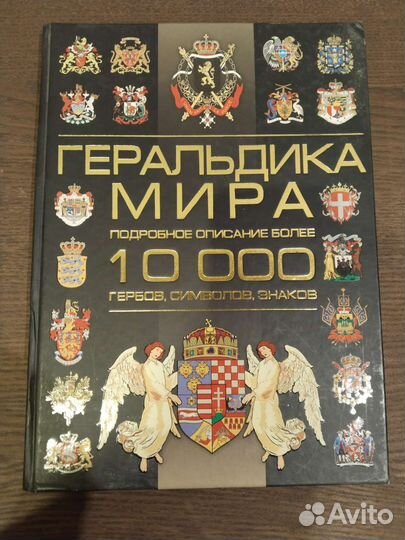 ГЕРАЛЬДИКА
МИРА
ПОДРОБНОЕ ОПИСАНИЕ БОЛЕЕ
10 000
ГЕРБОВ, СИМВОЛОВ, ЗНАКОВ
Avito